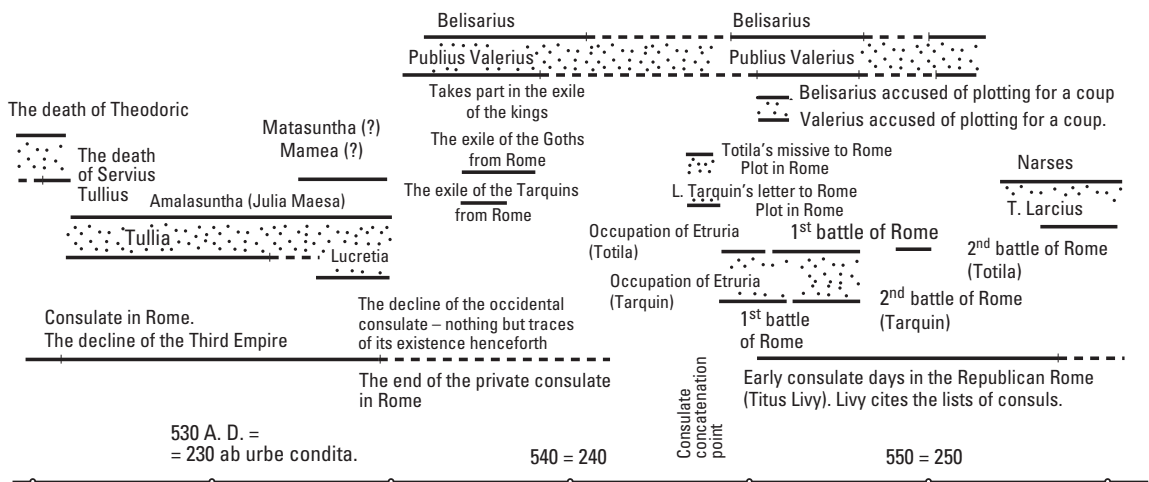 Belisarius
Belisarius
Publius Valerius
Publius Valerius
Takes part in the exile
of the kings
Belisarius accused of plotting for a coup
Valerius accused of plotting for a coup.
The death of Theodoric
The death
of Servius
Tullius
Matasuntha (?)
Mamea (?)
The exile of the Goths
from Rome
The exile of the Tarquins
from Rome
Totila's missive to Rome
Plot in Rome
L. Tarquin's letter to Rome
Plot in Rome
Narses
T. Larcius
Amalasuntha (Julia Maesa)
Tullia
Lucretia
Occupation of Etruria
(Totila)
1st battle of Rome
2nd battle of Rome
(Totila)
Occupation of Etruria
(Tarquin)
1st battle
of Rome
2nd battle of Rome
(Tarquin)
Consulate in Rome.
The decline of the Third Empire
The decline of the occidental
consulate – nothing but traces
of its existence henceforth
The end of the private consulate
in Rome
Consulate
concatenation
point
Early consulate days in the Republican Rome
(Titus Livy). Livy cites the lists of consuls.
530 A. D. =
= 230 ab urbe condita.
540 = 240
550 = 250